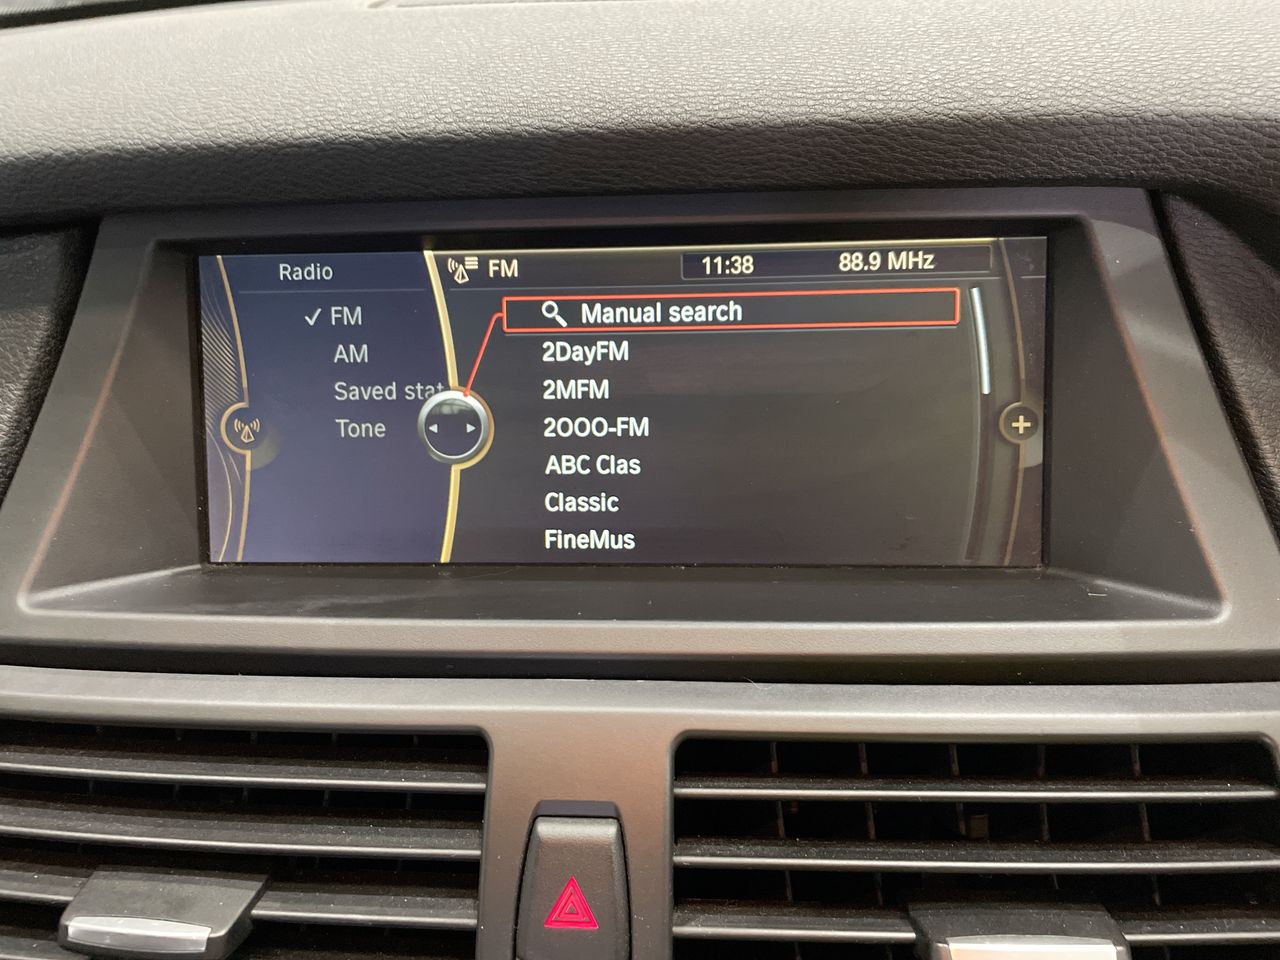 Radio
FM
AM
Saved stat
Tone
FM 11:38 88.9 MHz
Manual search
2DayFM
2MFM
2OOO-FM
ABC Clas
Classic
FineMus